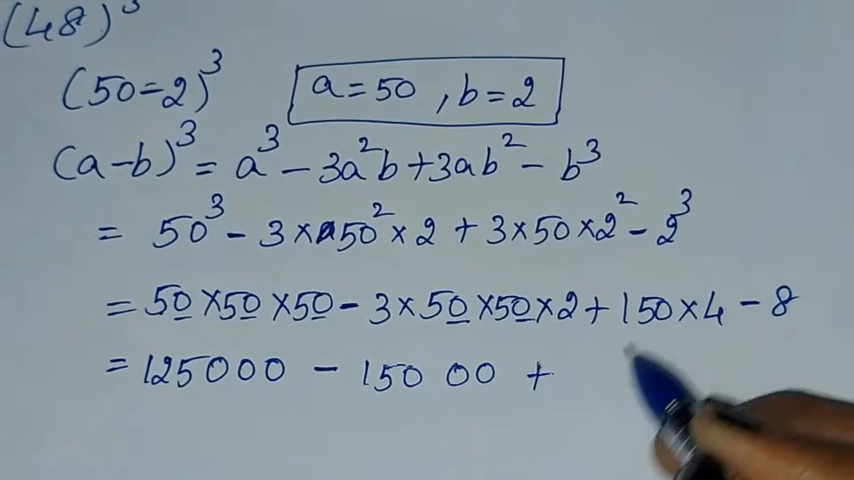 (48)³
(50-2)³ a=50, b=2
(a-b)³ = a³ - 3a²b + 3ab² - b³
= 50³ - 3×50²×2 + 3×50×2² - 2³
= 50×50×50 - 3×50×50×2 + 150×4 - 8
= 125000 - 150 00 +